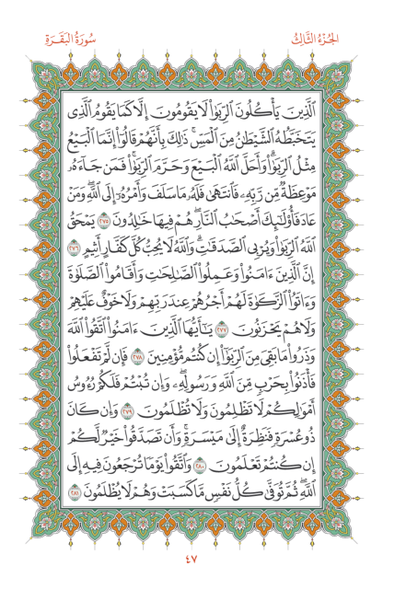 سُورَةُ البَقَرَةِ
الجُزءُ الثَّالِثُ
ٱلَّذِينَ يَأْكُلُونَ ٱلرِّبَوٰا۟ لَا يَقُومُونَ إِلَّا كَمَا يَقُومُ ٱلَّذِى
يَتَخَبَّطُهُ ٱلشَّيْطَٰنُ مِنَ ٱلْمَسِّ ۚ ذَٰلِكَ بِأَنَّهُمْ قَالُوٓا۟ إِنَّمَا ٱلْبَيْعُ
مِثْلُ ٱلرِّبَوٰا۟ ۗ وَأَحَلَّ ٱللَّهُ ٱلْبَيْعَ وَحَرَّمَ ٱلرِّبَوٰا۟ ۚ فَمَن جَآءَهُۥ
مَوْعِظَةٌ مِّن رَّبِّهِۦ فَٱنتَهَىٰ فَلَهُۥ مَا سَلَفَ وَأَمْرُهُۥٓ إِلَى ٱللَّهِ ۖ وَمَنْ
عَادَ فَأُو۟لَٰٓئِكَ أَصْحَٰبُ ٱلنَّارِ ۖ هُمْ فِيهَا خَٰلِدُونَ ٢٧٥ يَمْحَقُ
ٱللَّهُ ٱلرِّبَوٰا۟ وَيُرْبِى ٱلصَّدَقَٰتِ ۗ وَٱللَّهُ لَا يُحِبُّ كُلَّ كَفَّارٍ أَثِيمٍ ٢٧٦
إِنَّ ٱلَّذِينَ ءَامَنُوا۟ وَعَمِلُوا۟ ٱلصَّٰلِحَٰتِ وَأَقَامُوا۟ ٱلصَّلَوٰةَ
وَءَاتَوُا۟ ٱلزَّكَوٰةَ لَهُمْ أَجْرُهُمْ عِندَ رَبِّهِمْ وَلَا خَوْفٌ عَلَيْهِمْ
وَلَا هُمْ يَحْزَنُونَ ٢٧٧ يَٰٓأَيُّهَا ٱلَّذِينَ ءَامَنُوا۟ ٱتَّقُوا۟ ٱللَّهَ
وَذَرُوا۟ مَا بَقِىَ مِنَ ٱلرِّبَوٰٓا۟ إِن كُنتُم مُّؤْمِنِينَ ٢٧٨ فَإِن لَّمْ تَفْعَلُوا۟
فَأْذَنُوا۟ بِحَرْبٍ مِّنَ ٱللَّهِ وَرَسُولِهِۦ ۖ وَإِن تُبْتُمْ فَلَكُمْ رُءُوسُ
أَمْوَٰلِكُمْ لَا تَظْلِمُونَ وَلَا تُظْلَمُونَ ٢٧٩ وَإِن كَانَ
ذُو عُسْرَةٍ فَنَظِرَةٌ إِلَىٰ مَيْسَرَةٍ ۚ وَأَن تَصَدَّقُوا۟ خَيْرٌ لَّكُمْ ۖ
إِن كُنتُمْ تَعْلَمُونَ ٢٨٠ وَٱتَّقُوا۟ يَوْمًا تُرْجَعُونَ فِيهِ إِلَى
ٱللَّهِ ۖ ثُمَّ تُوَفَّىٰ كُلُّ نَفْسٍ مَّا كَسَبَتْ وَهُمْ لَا يُظْلَمُونَ ٢٨١
٤٧